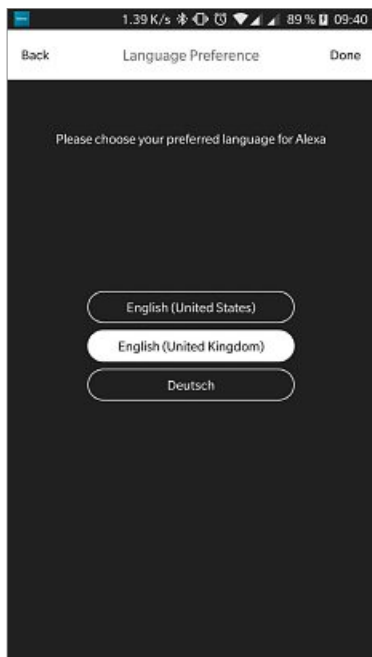 1.39 K/s 89 % 09:40
Back Language Preference Done
Please choose your preferred language for Alexa
English (United States)
English (United Kingdom)
Deutsch